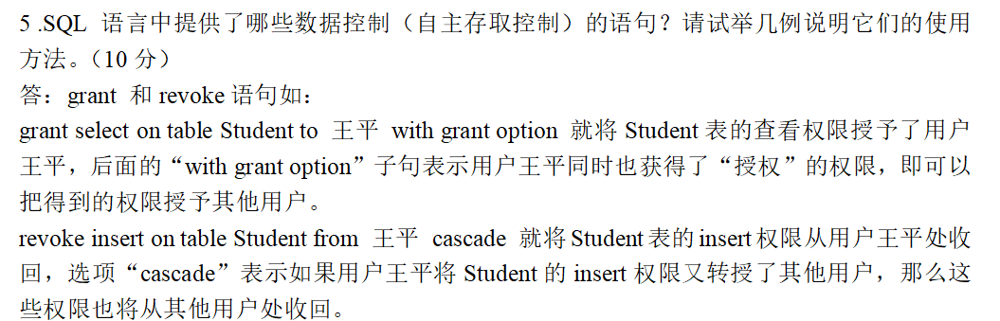 5 .SQL 语言中提供了哪些数据控制（自主存取控制）的语句？请试举几例说明它们的使用
方法。（10 分）
答：grant 和 revoke 语句如：
grant select on table Student to 王平 with grant option 就将 Student 表的查看权限授予了用户
王平，后面的“with grant option”子句表示用户王平同时也获得了“授权”的权限，即可以
把得到的权限授予其他用户。
revoke insert on table Student from 王平 cascade 就将 Student 表的 insert 权限从用户王平处收
回，选项“cascade”表示如果用户王平将 Student 的 insert 权限又转授了其他用户，那么这
些权限也将从其他用户处收回。